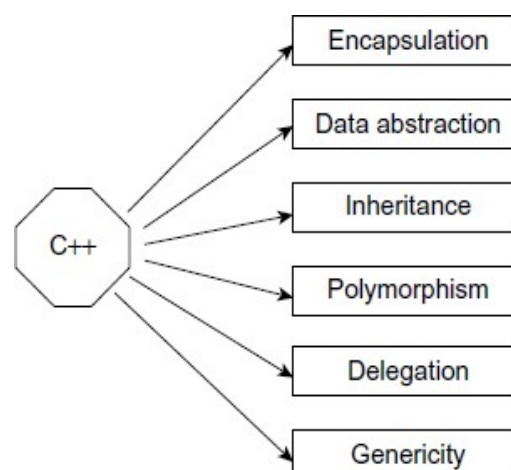 Encapsulation
Data abstraction
Inheritance
C++
Polymorphism
Delegation
Genericity